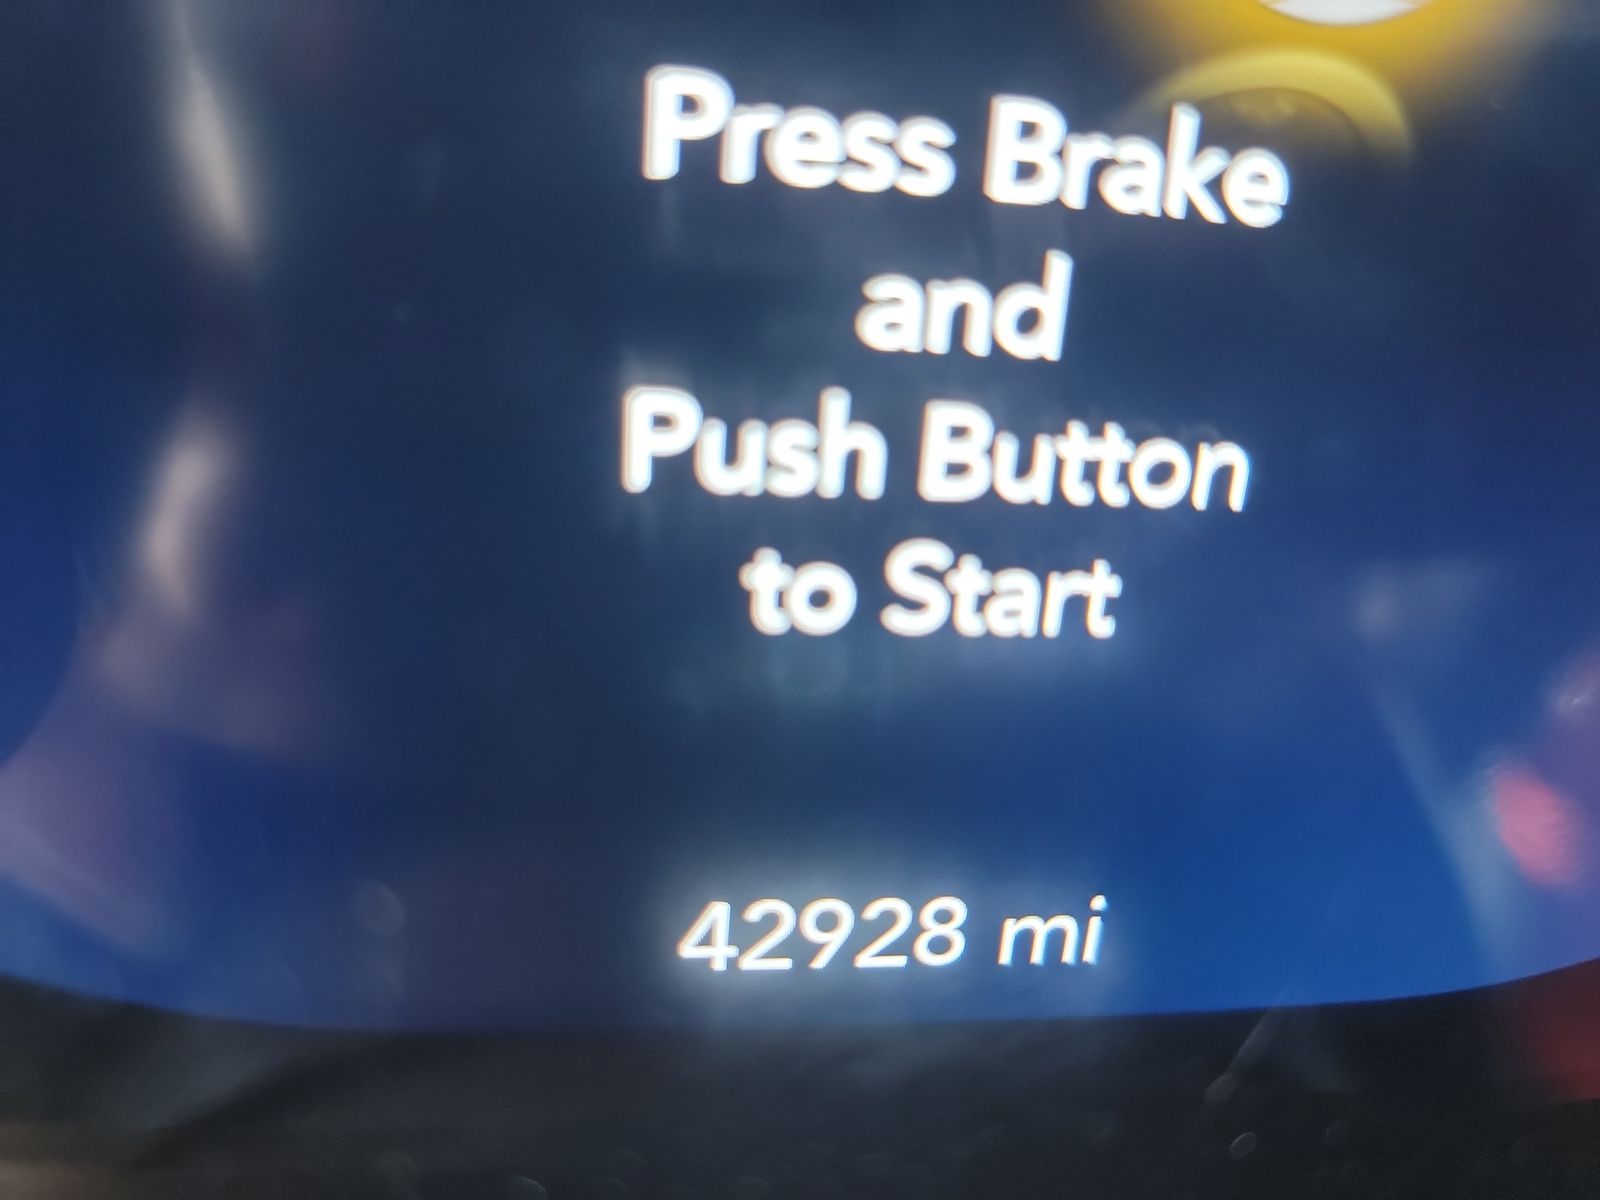 Press Brake
and
Push Button
to Start
42928 mi